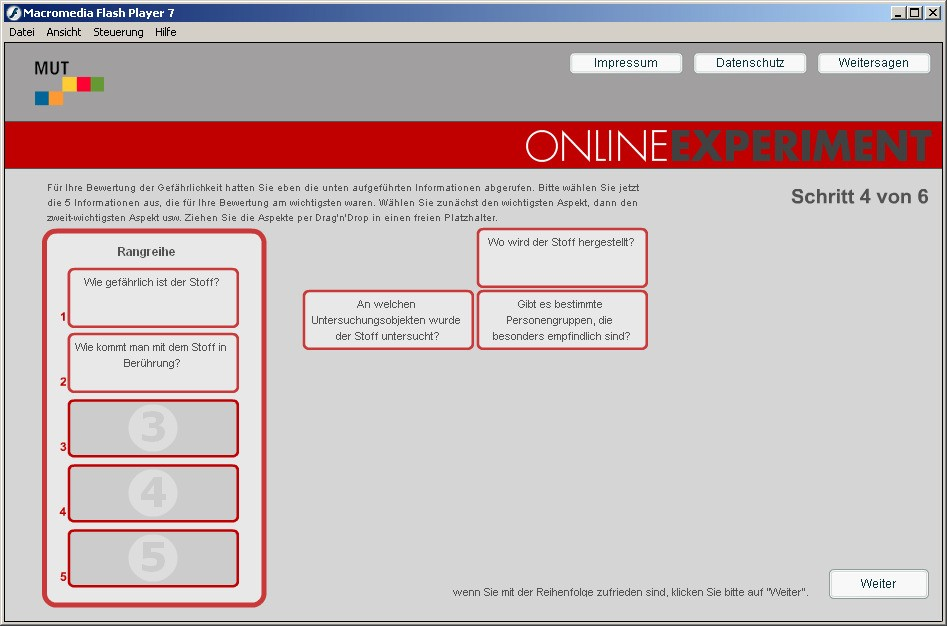 Macromedia Flash Player 7
Datei Ansicht Steuerung Hilfe
MUT
Impressum
Datenschutz
Weitersagen
ONLINEEXPERIMENT
Für Ihre Bewertung der Gefährlichkeit hatten Sie eben die unten aufgeführten Informationen abgerufen. Bitte wählen Sie jetzt
die 5 Informationen aus, die für Ihre Bewertung am wichtigsten waren. Wählen Sie zunächst den wichtigsten Aspekt, dann den
zweit-wichtigsten Aspekt usw. Ziehen Sie die Aspekte per Drag'n'Drop in einen freien Platzhalter.
Schritt 4 von 6
Rangreihe
Wie gefährlich ist der Stoff?
1
Wie kommt man mit dem Stoff in
Berührung?
2
3
3
4
4
5
5
Wo wird der Stoff hergestellt?
An welchen
Untersuchungsobjekten wurde
der Stoff untersucht?
Gibt es bestimmte
Personengruppen, die
besonders empfindlich sind?
wenn Sie mit der Reihenfolge zufrieden sind, klicken Sie bitte auf "Weiter".
Weiter